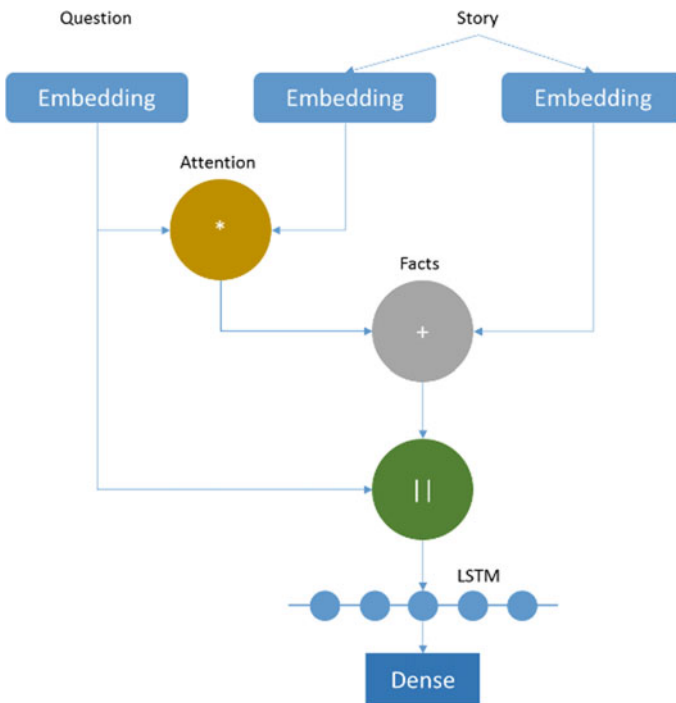 Question
Story
Embedding
Embedding
Embedding
Attention
*
Facts
+
||
LSTM
Dense